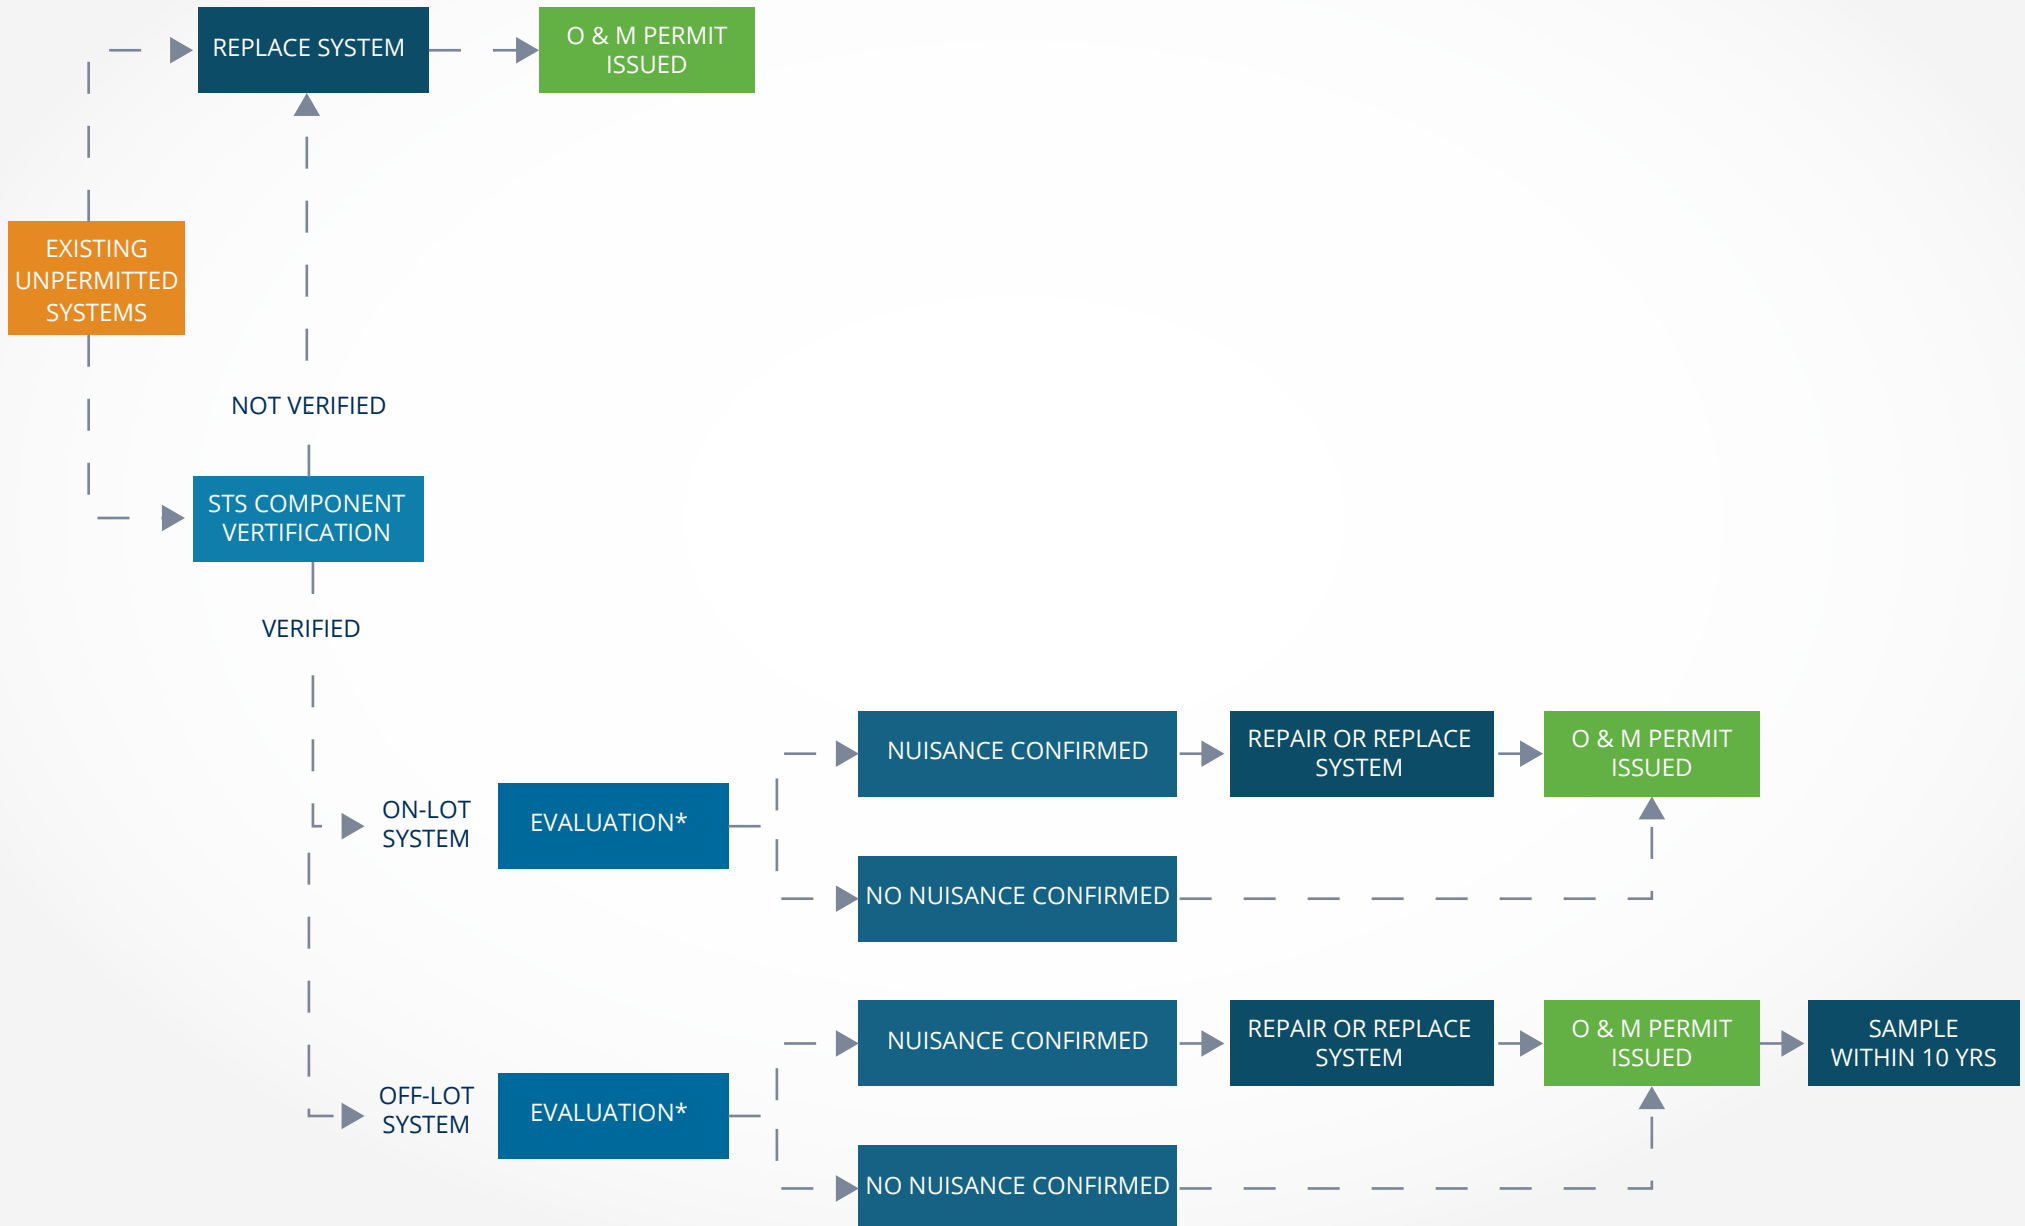 REPLACE SYSTEM
O & M PERMIT
ISSUED
EXISTING
UNPERMITTED
SYSTEMS
NOT VERIFIED
STS COMPONENT
VERTIFICATION
VERIFIED
ON-LOT
SYSTEM
EVALUATION*
NUISANCE CONFIRMED
REPAIR OR REPLACE
SYSTEM
O & M PERMIT
ISSUED
NO NUISANCE CONFIRMED
OFF-LOT
SYSTEM
EVALUATION*
NUISANCE CONFIRMED
REPAIR OR REPLACE
SYSTEM
O & M PERMIT
ISSUED
SAMPLE
WITHIN 10 YRS
NO NUISANCE CONFIRMED